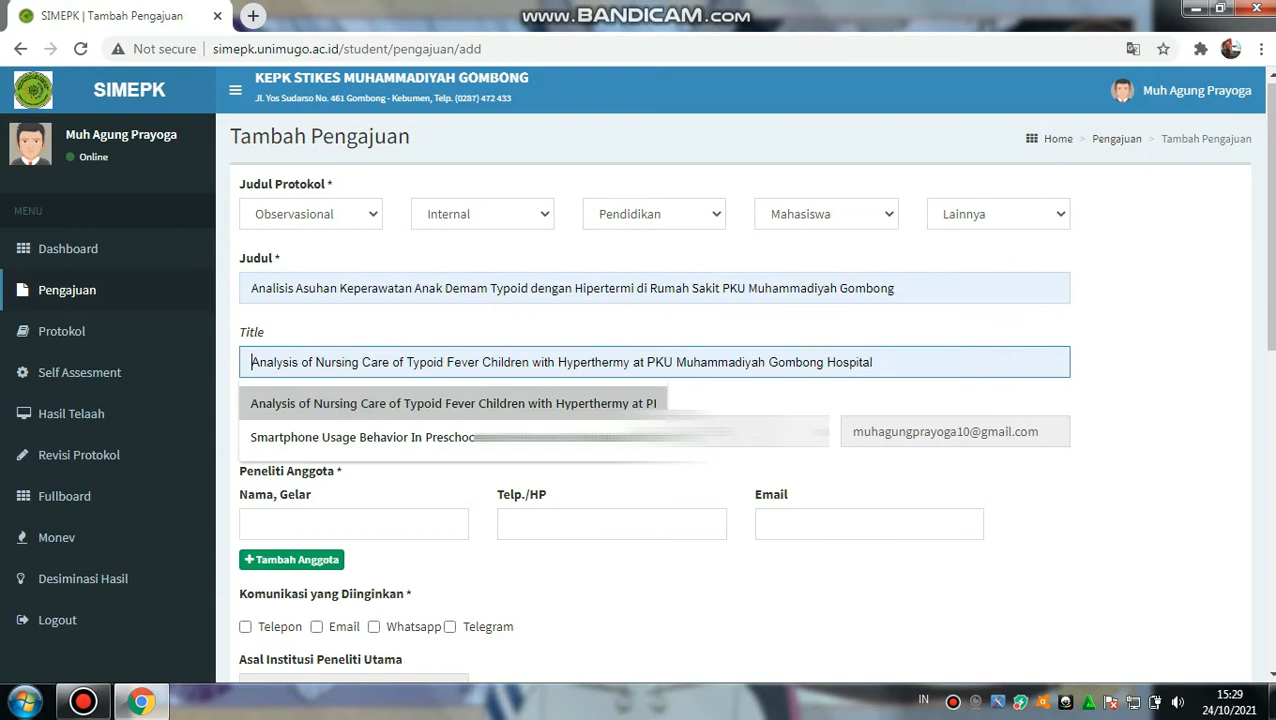 SIMEPK | Tambah Pengajuan
www.BANDICAM.com
Not secure
simepk.unimugo.ac.id/student/pengajuan/add
SIMEPK
KEPK STIKES MUHAMMADIYAH GOMBONG
Jl. Yos Sudarso No. 461 Gombong - Kebumen, Telp. (0287) 472 433
Muh Agung Prayoga
Muh Agung Prayoga
Online
MENU
Dashboard
Pengajuan
Protokol
Self Assesment
Hasil Telaah
Revisi Protokol
Fullboard
Monev
Desiminasi Hasil
Logout
Tambah Pengajuan
Home > Pengajuan > Tambah Pengajuan
Judul Protokol *
Observasional Internal Pendidikan Mahasiswa Lainnya
Judul *
Analisis Asuhan Keperawatan Anak Demam Typoid dengan Hipertermi di Rumah Sakit PKU Muhammadiyah Gombong
Title
Analysis of Nursing Care of Typoid Fever Children with Hyperthermy at PKU Muhammadiyah Gombong Hospital
Analysis of Nursing Care of Typoid Fever Children with Hyperthermy at
Smartphone Usage Behavior In
muhagungprayoga10@gmail.com
Peneliti Anggota *
Nama, Gelar Telp./HP Email
+ Tambah Anggota
Komunikasi yang Diinginkan *
Telepon Email Whatsapp Telegram
Asal Institusi Peneliti Utama
IN
15:29
24/10/2021